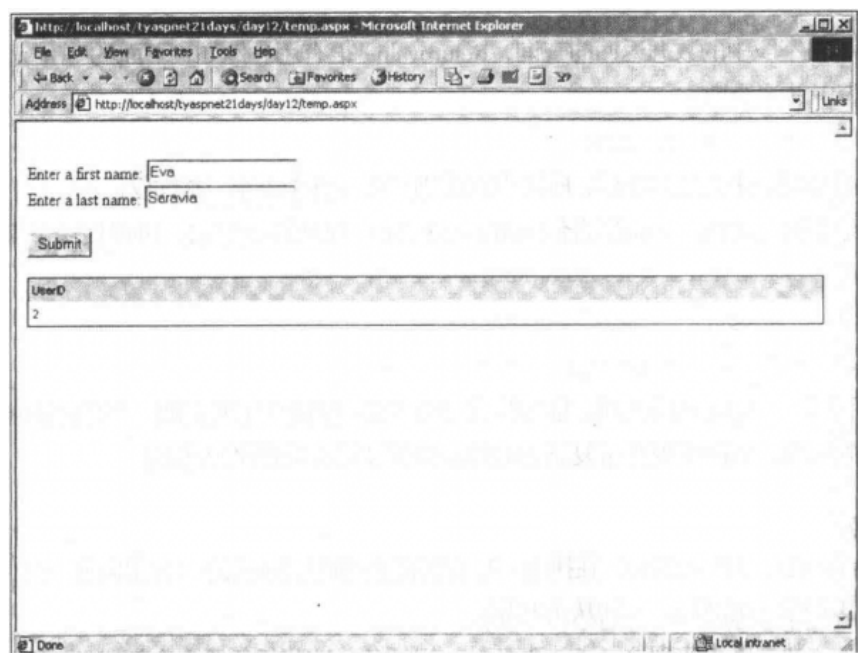 http://localhost/tyaspnet21days/day12/temp.aspx - Microsoft Internet Explorer
File Edit View Favorites Tools Help
Back Search Favorites History
Address http://localhost/tyaspnet21days/day12/temp.aspx Links
Enter a first name: Eva
Enter a last name: Saravia
Submit
UserID
2
Done Local intranet